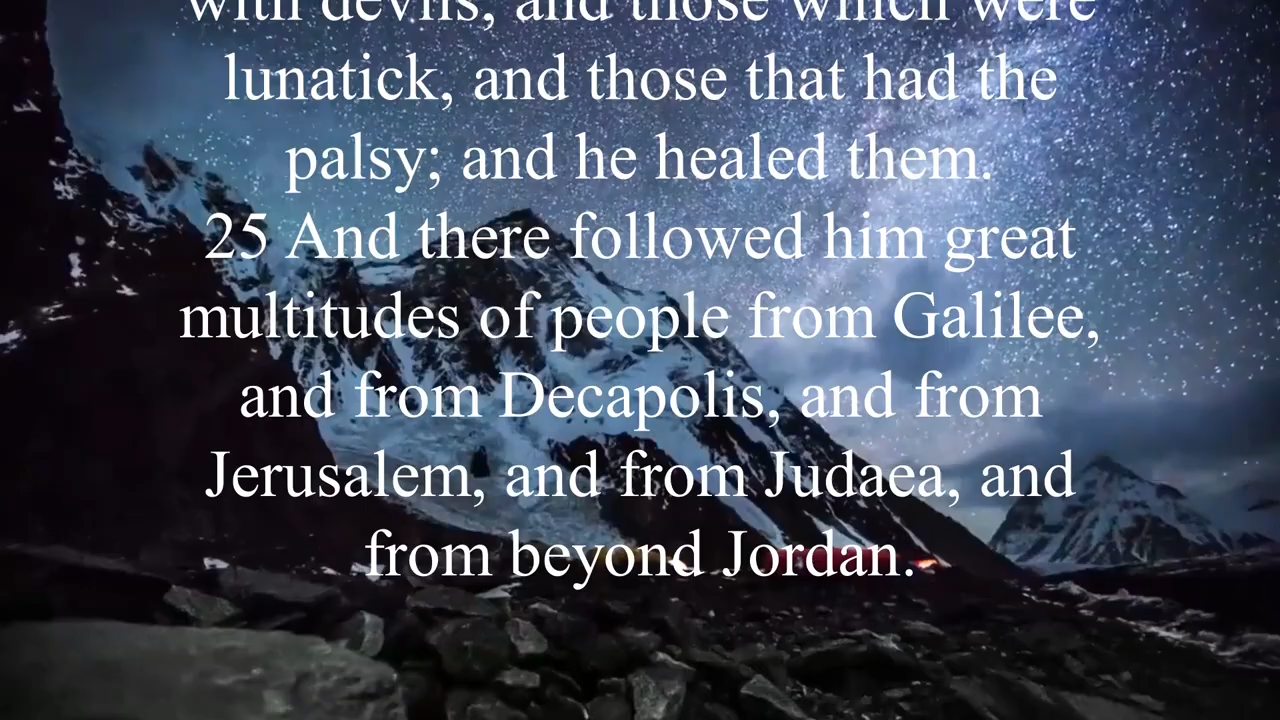 with devils, and those which were
lunatick, and those that had the
palsy; and he healed them.
25 And there followed him great
multitudes of people from Galilee,
and from Decapolis, and from
Jerusalem, and from Judaea, and
from beyond Jordan.